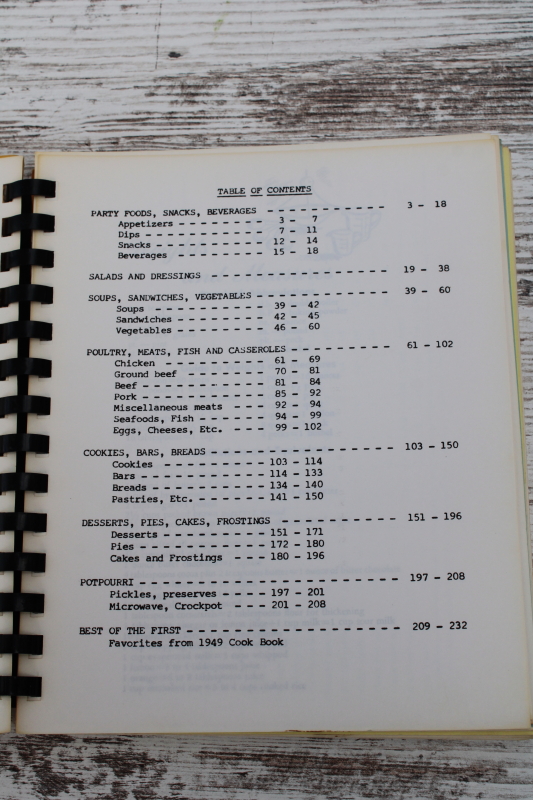 TABLE OF CONTENTS
PARTY FOODS, SNACKS, BEVERAGES - - - - - - - - - - - 3 - 18
Appetizers - - - - - - - - 3 - 7
Dips - - - - - - - - - - - 7 - 11
Snacks - - - - - - - - - - 12 - 14
Beverages - - - - - - - - 15 - 18
SALADS AND DRESSINGS - - - - - - - - - - - - - - - - 19 - 38
SOUPS, SANDWICHES, VEGETABLES - - - - - - - - - - - - 39 - 60
Soups - - - - - - - - - - 39 - 42
Sandwiches - - - - - - - - 42 - 45
Vegetables - - - - - - - - 46 - 60
POULTRY, MEATS, FISH AND CASSEROLES - - - - - - - - - 61 - 102
Chicken - - - - - - - - - 61 - 69
Ground beef - - - - - - - 70 - 81
Beef - - - - - - - - - - - 81 - 84
Pork - - - - - - - - - - - 85 - 92
Miscellaneous meats - - - 92 - 94
Seafoods, Fish - - - - - - 94 - 99
Eggs, Cheeses, Etc. - - - 99 - 102
COOKIES, BARS, BREADS - - - - - - - - - - - - - - - - 103 - 150
Cookies - - - - - - - - - 103 - 114
Bars - - - - - - - - - - - 114 - 133
Breads - - - - - - - - - - 134 - 140
Pastries, Etc. - - - - - - 141 - 150
DESSERTS, PIES, CAKES, FROSTINGS - - - - - - - - - - 151 - 196
Desserts - - - - - - - - - 151 - 171
Pies - - - - - - - - - - - 172 - 180
Cakes and Frostings - - - 180 - 196
POTPOURRI - - - - - - - - - - - - - - - - - - - - - - 197 - 208
Pickles, preserves - - - - 197 - 201
Microwave, Crockpot - - - 201 - 208
BEST OF THE FIRST - - - - - - - - - - - - - - - - - - 209 - 232
Favorites from 1949 Cook Book